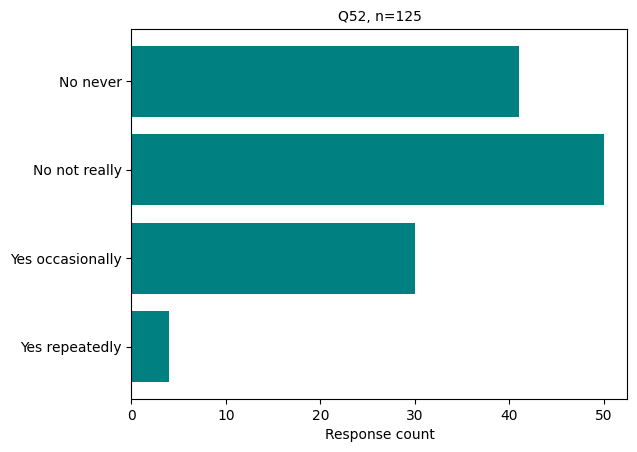 Q52, n=125
No never
No not really
Yes occasionally
Yes repeatedly
0 10 20 30 40 50
Response count